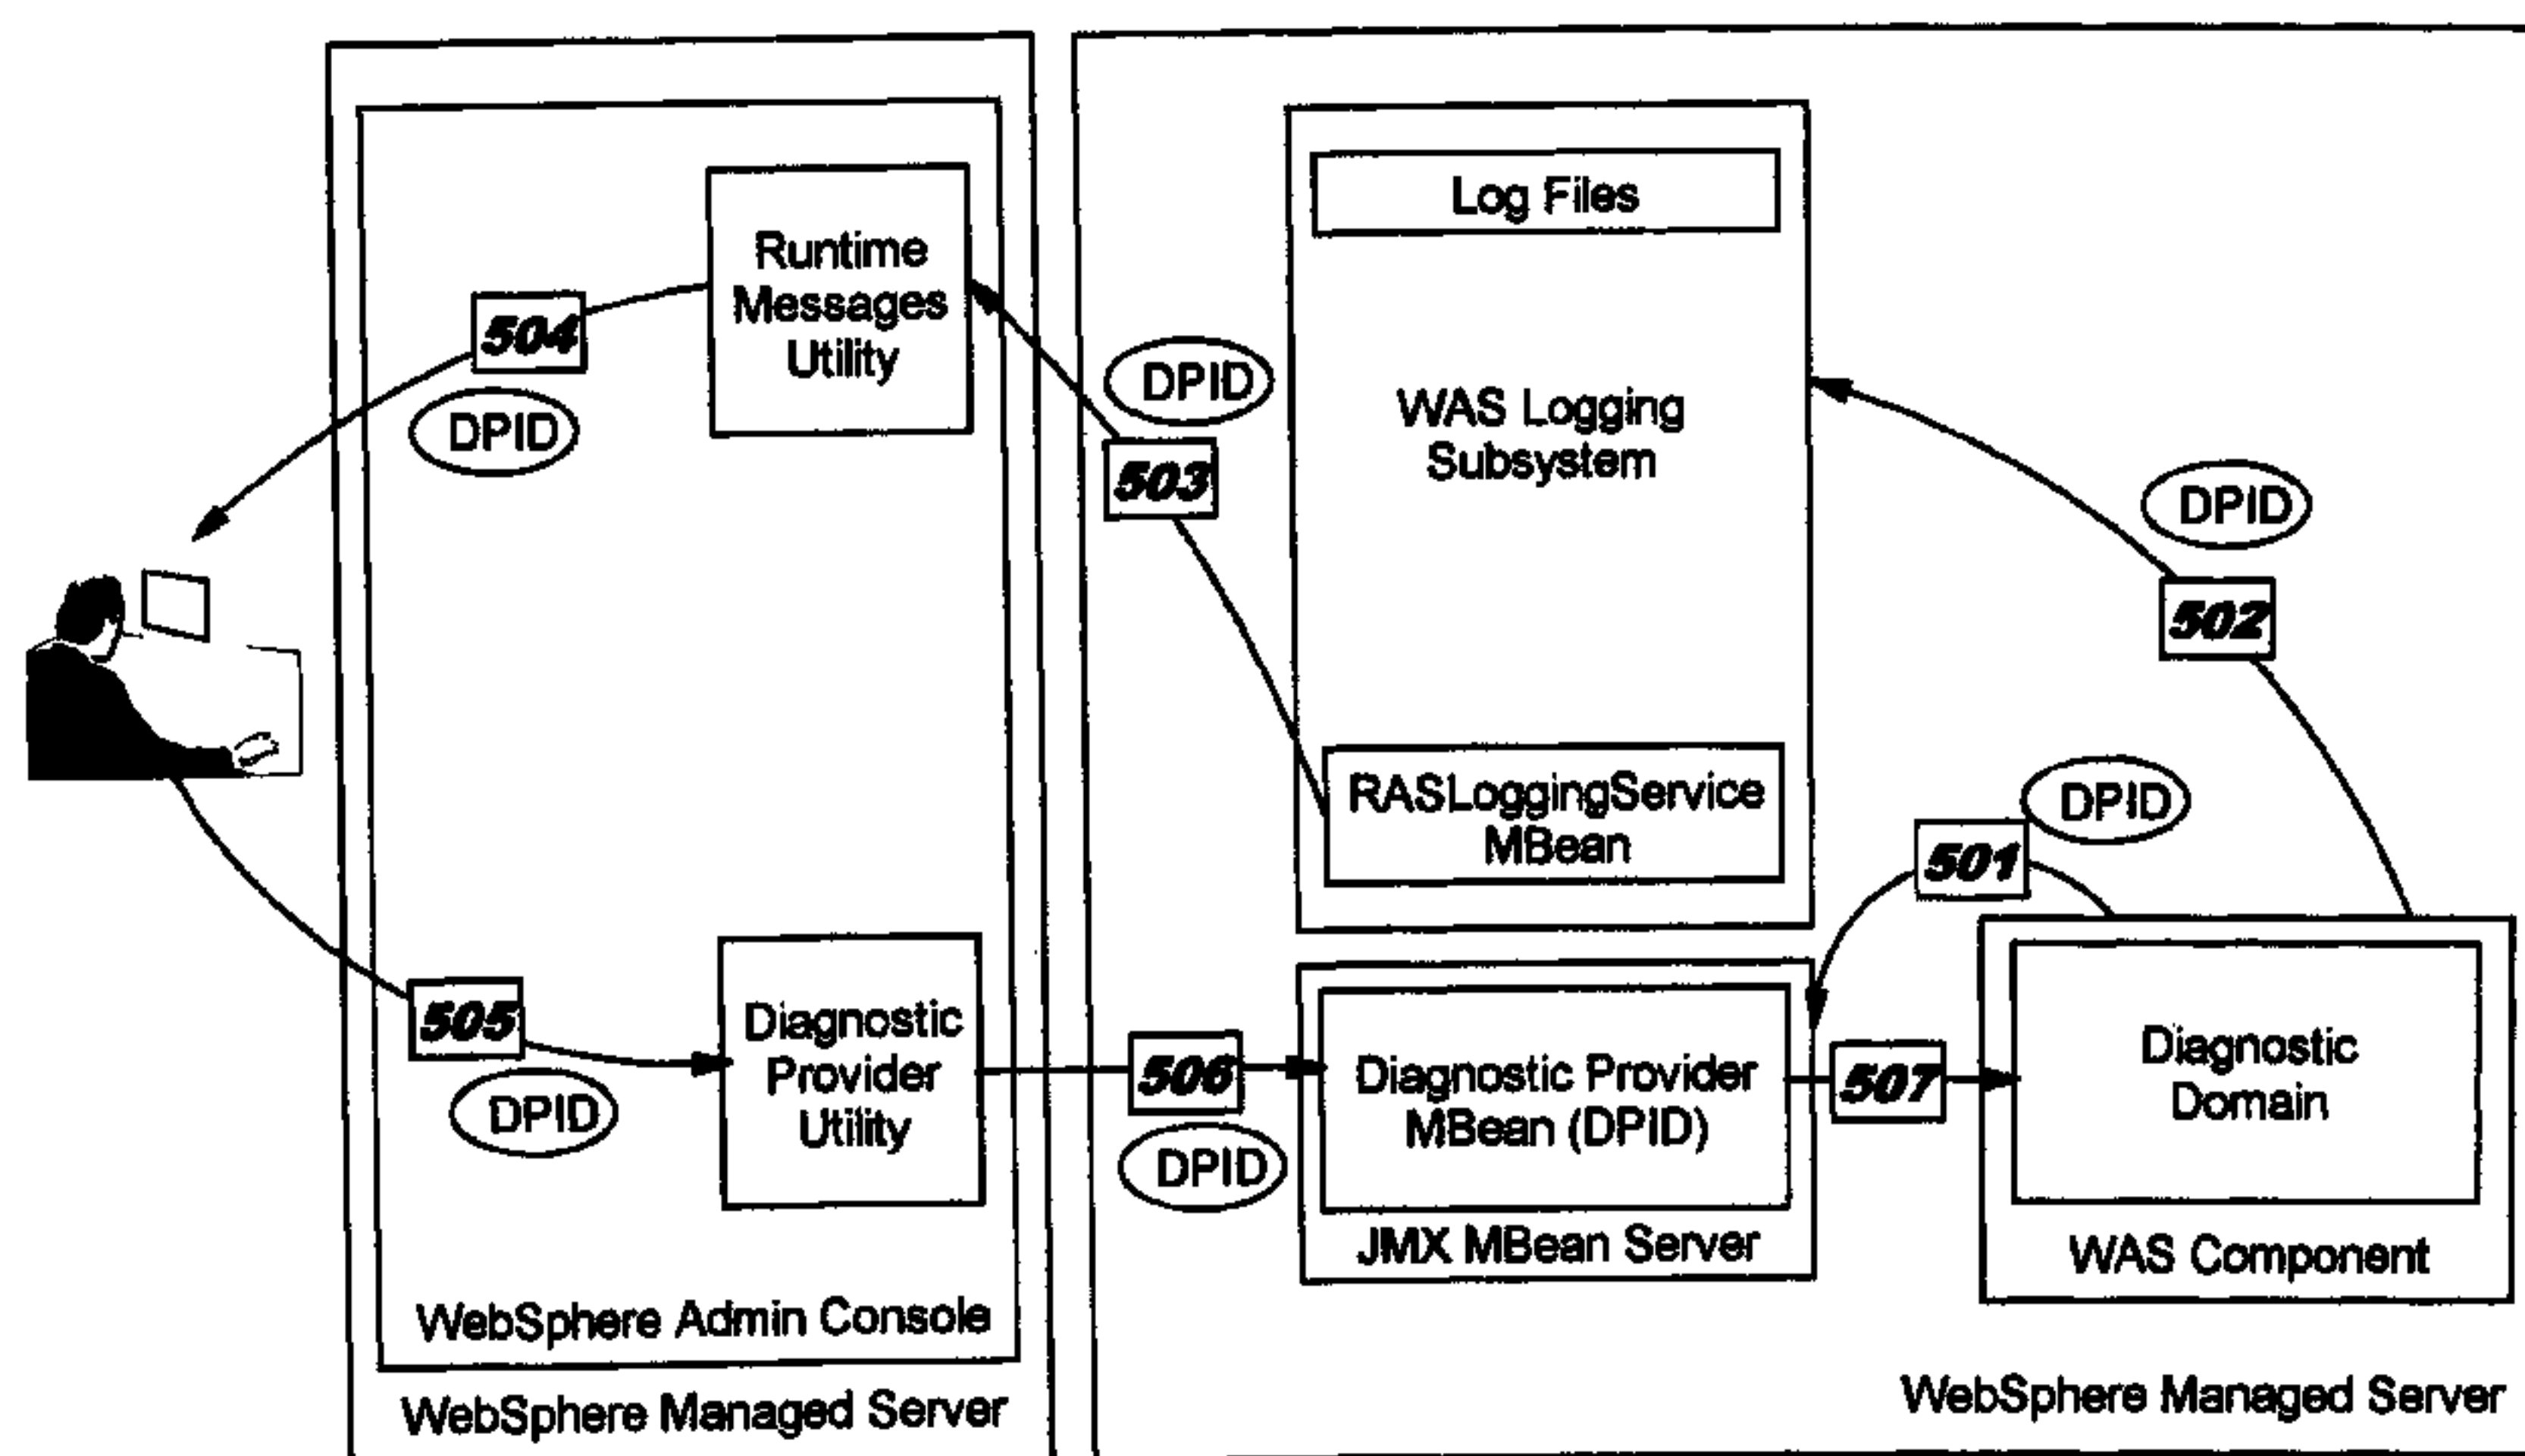 Log Files
Runtime
Messages
Utility
504
DPID
DPID
503
WAS Logging
Subsystem
DPID
502
RASLoggingService
MBean
DPID
501
505
DPID
Diagnostic
Provider
Utility
506
DPID
Diagnostic Provider
MBean (DPID)
JMX MBean Server
507
Diagnostic
Domain
WAS Component
WebSphere Admin Console
WebSphere Managed Server
WebSphere Managed Server